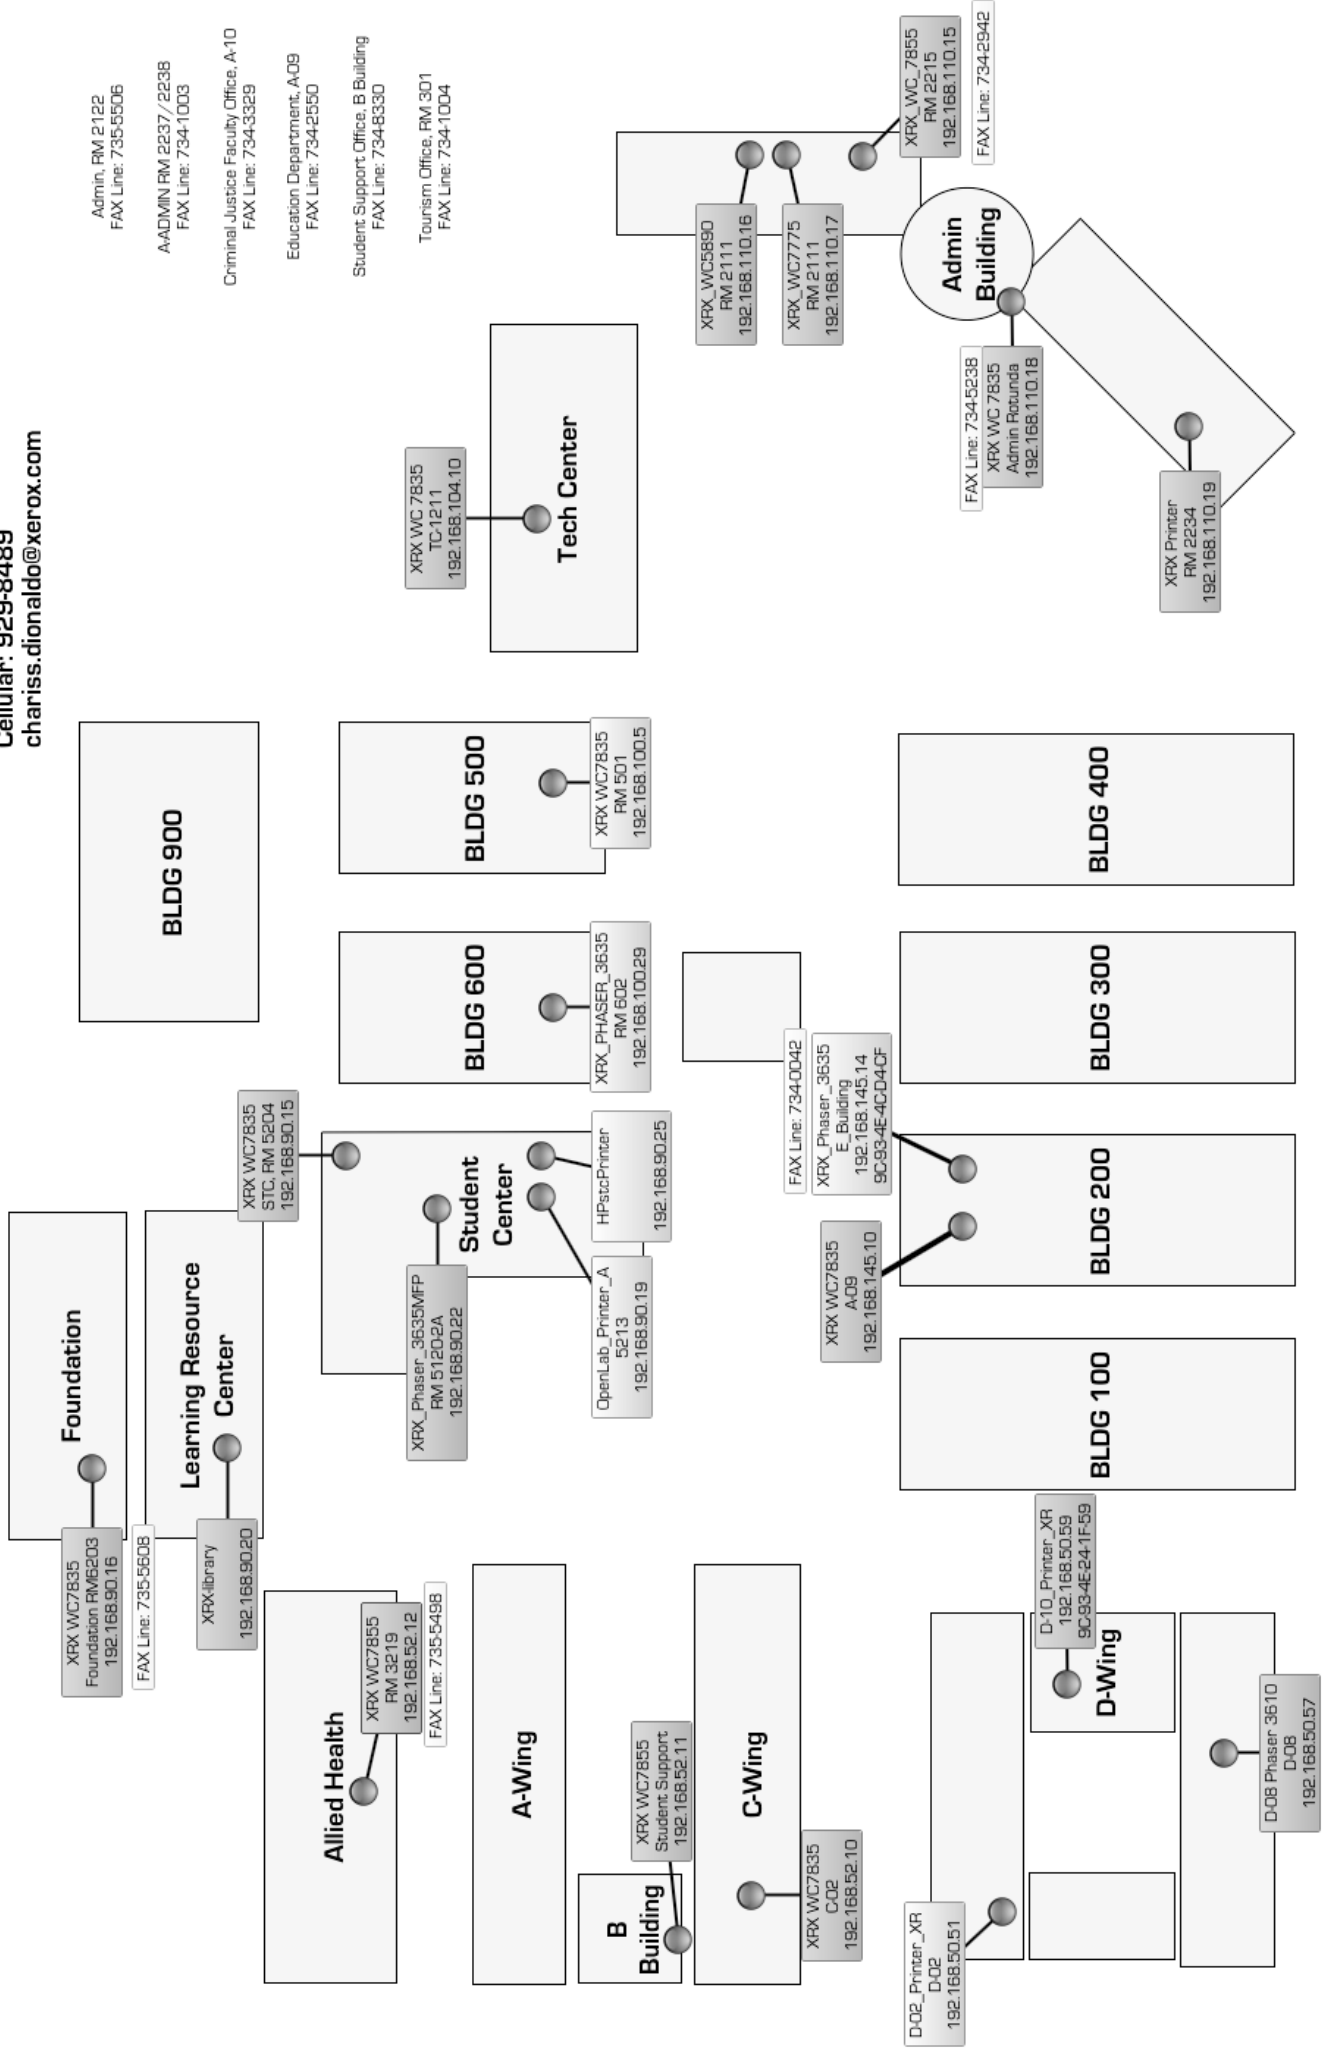 Cellular: 929-8489
chariss.dionaldo@xerox.com
Admin, RM 2122
FAX Line: 735-5506
A-ADMIN RM 2237/ 2238
FAX Line: 734-1003
Criminal Justice Faculty Office, A-10
FAX Line: 734-3329
Education Department, A-09
FAX Line: 734-2550
Student Support Office, B Building
FAX Line: 734-8330
Tourism Office, RM 301
FAX Line: 734-1004
Foundation
XRX WC7835
Foundation RM6203
192.168.90.16
FAX Line: 735-5608
Learning Resource
Center
XRX-library
192.168.90.20
BLDG 900
XRX WC7835
STC, RM 5204
192.168.90.15
Allied Health
XRX WC7855
RM 3219
192.168.52.12
FAX Line: 735-5498
Student
Center
XRX_Phaser_3635MFP
RM 5120-2A
192.168.90.22
OpenLab_Printer_A
5213
192.168.90.19
HPstcPrinter
192.168.90.25
BLDG 600
XRX_PHASER_3635
RM 602
192.168.100.29
BLDG 500
XRX WC7835
RM 501
192.168.100.5
XRX WC 7835
TC-1211
192.168.104.10
Tech Center
A-Wing
B
Building
XRX WC7855
Student Support
192.168.52.11
C-Wing
XRX WC7835
C-02
192.168.52.10
XRX_WC5890
RM 2111
192.168.110.16
XRX_WC7775
RM 2111
192.168.110.17
XRX_WC_7855
RM 2215
192.168.110.15
FAX Line: 734-2942
Admin
Building
FAX Line: 734-5238
XRX WC 7835
Admin Rotunda
192.168.110.18
XRX Printer
RM 2234
192.168.110.19
FAX Line: 734-0042
XRX_Phaser_3635
E_Building
192.168.145.14
9C-93-4E-4C-D4-CF
XRX WC7835
A-09
192.168.145.10
BLDG 100
BLDG 200
BLDG 300
BLDG 400
D-02_Printer_XR
D-02
192.168.50.51
D-10_Printer_XR
192.168.50.59
9C-93-4E-24-1F-59
D-Wing
D-08 Phaser 3610
D-08
192.168.50.57